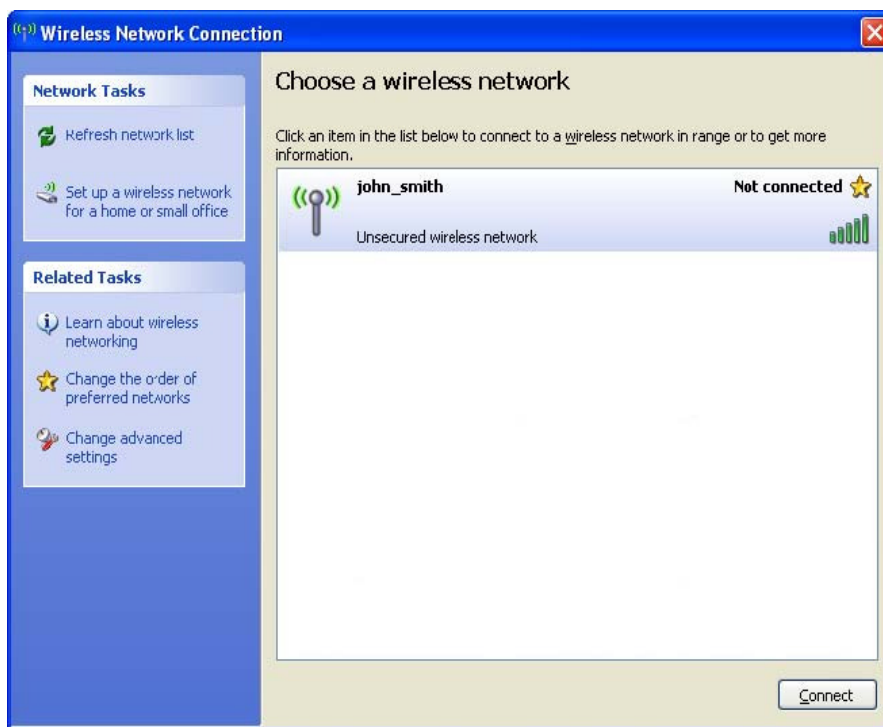 Wireless Network Connection
Network Tasks
Refresh network list
Set up a wireless network
for a home or small office
Related Tasks
Learn about wireless
networking
Change the order of
preferred networks
Change advanced
settings
Choose a wireless network
Click an item in the list below to connect to a wireless network in range or to get more
information.
john_smith
Not connected
Unsecured wireless network
Connect